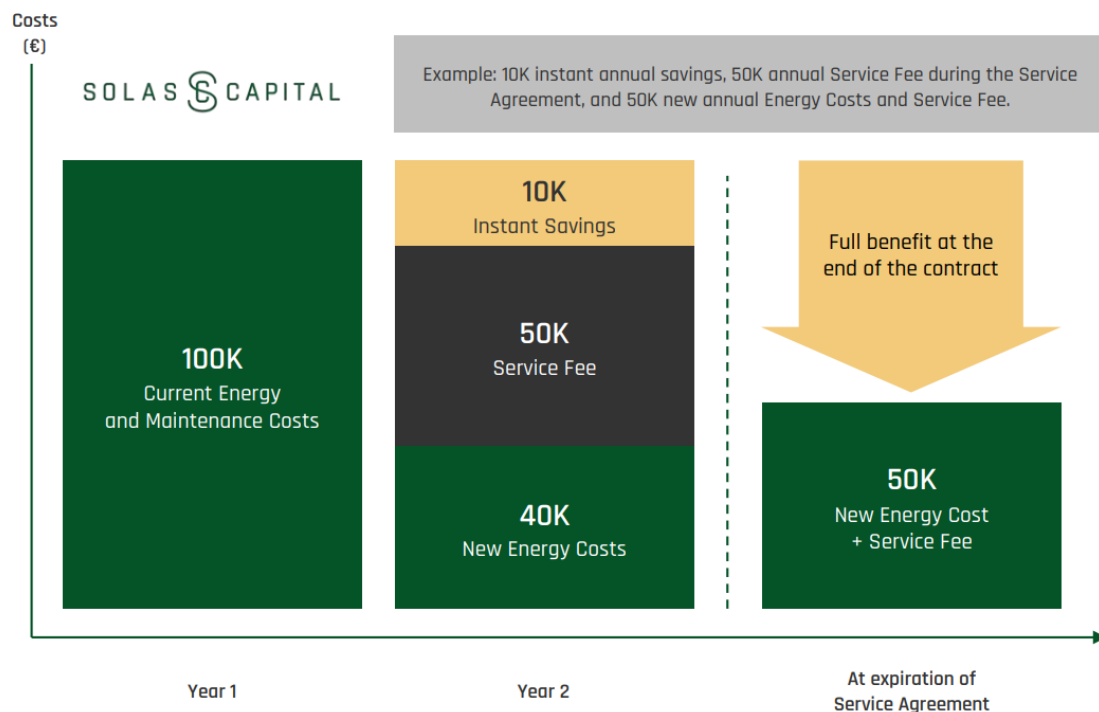 Costs
(€)
SOLAS CAPITAL
Example: 10K instant annual savings, 50K annual Service Fee during the Service
Agreement, and 50K new annual Energy Costs and Service Fee.
100K
Current Energy
and Maintenance Costs
10K
Instant Savings
50K
Service Fee
40K
New Energy Costs
Full benefit at the
end of the contract
50K
New Energy Cost
+ Service Fee
Year 1
Year 2
At expiration of
Service Agreement